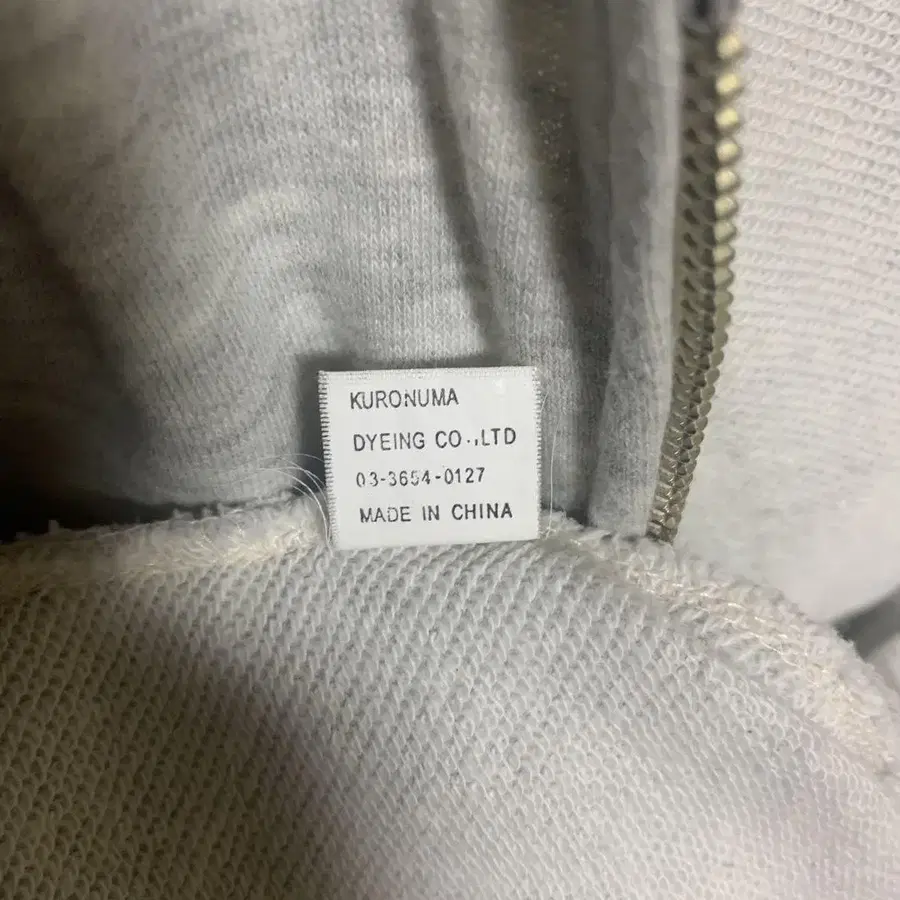 KURONUMA
DYEING CO.,LTD
03-3654-0127
MADE IN CHINA